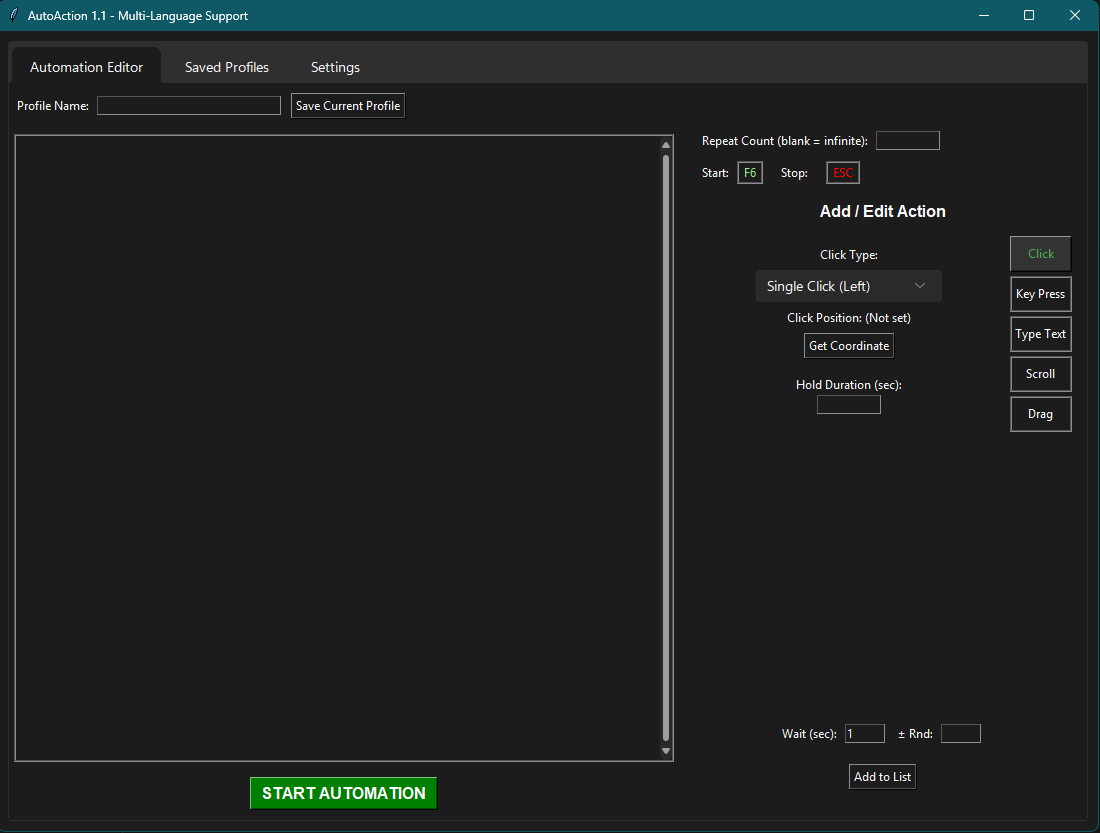 AutoAction 1.1 - Multi-Language Support
Automation Editor Saved Profiles Settings
Profile Name: Save Current Profile
Repeat Count (blank = infinite):
Start: F6 Stop: ESC
Add / Edit Action
Click Type:
Single Click (Left)
Click Position: (Not set)
Get Coordinate
Hold Duration (sec):
Click
Key Press
Type Text
Scroll
Drag
Wait (sec): 1 ± Rnd:
Add to List
START AUTOMATION